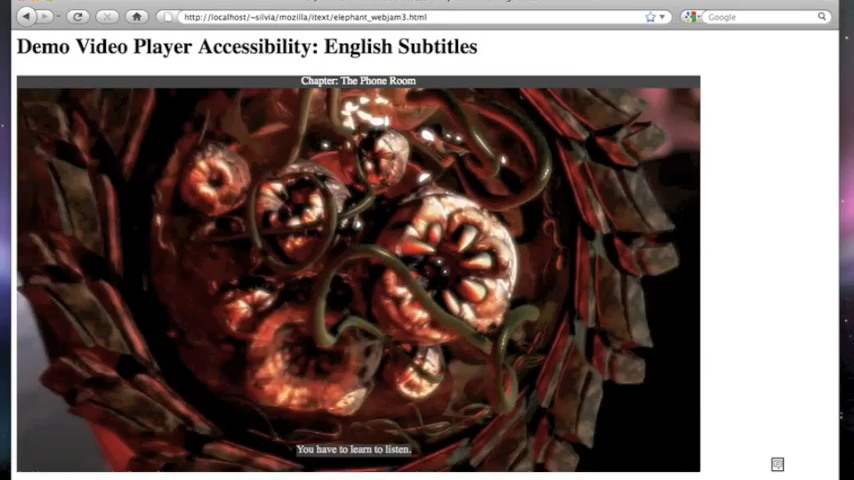 http://localhost/~silvia/mozilla/itext/elephant_webjam3.html
Google
Demo Video Player Accessibility: English Subtitles
Chapter: The Phone Room
You have to learn to listen.